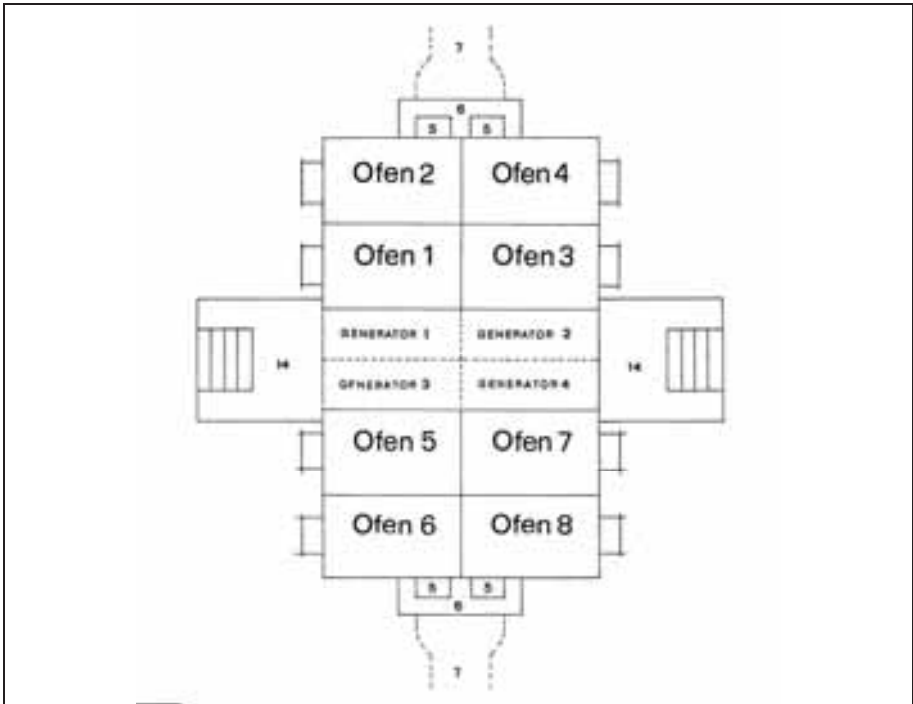 7
6
5 5
Ofen 2 Ofen 4
Ofen 1 Ofen 3
GENERATOR 1 GENERATOR 2
14 14
GENERATOR 3 GENERATOR 4
Ofen 5 Ofen 7
Ofen 6 Ofen 8
5 5
6
7